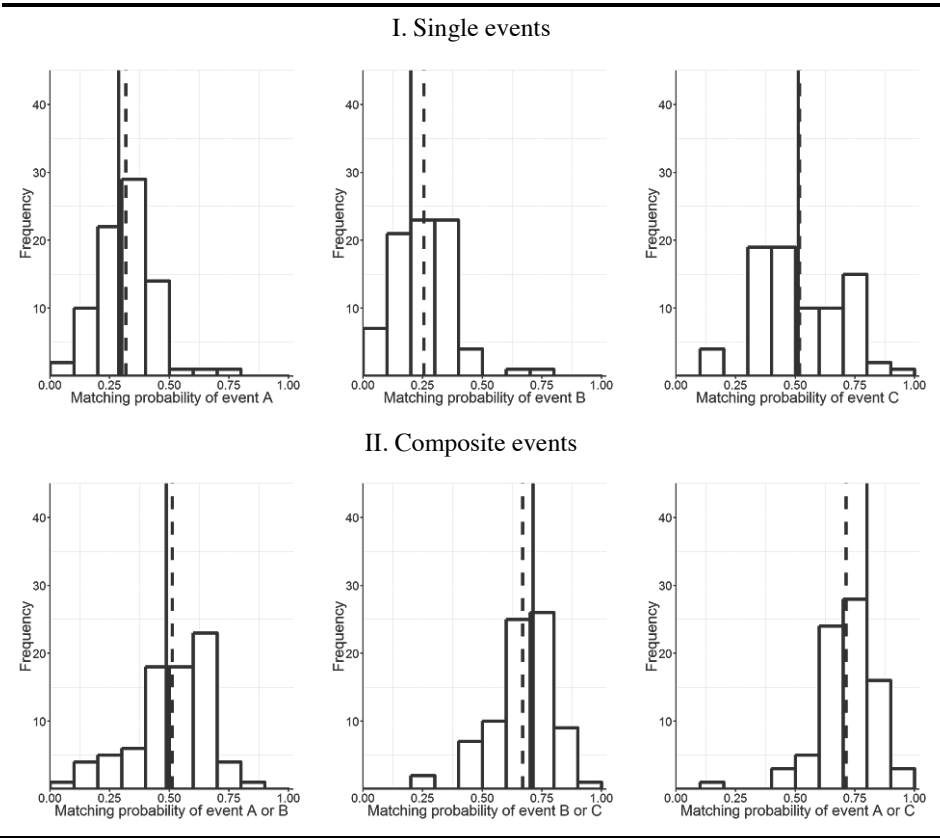 I. Single events
Frequency
40
30
20
10
0.00 0.25 0.50 0.75 1.00
Matching probability of event A
Frequency
40
30
20
10
0.00 0.25 0.50 0.75 1.00
Matching probability of event B
Frequency
40
30
20
10
0.00 0.25 0.50 0.75 1.00
Matching probability of event C
II. Composite events
Frequency
40
30
20
10
0.00 0.25 0.50 0.75 1.00
Matching probability of event A or B
Frequency
40
30
20
10
0.00 0.25 0.50 0.75 1.00
Matching probability of event B or C
Frequency
40
30
20
10
0.00 0.25 0.50 0.75 1.00
Matching probability of event A or C